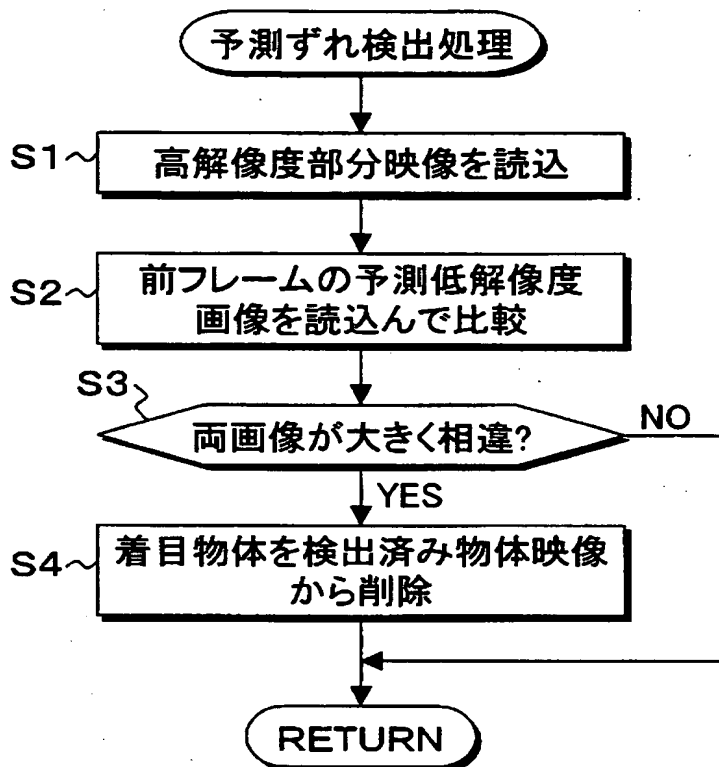 予測ずれ検出処理
S1
高解像度部分映像を読込
S2
前フレームの予測低解像度
画像を読込んで比較
S3
両画像が大きく相違?
NO
YES
S4
着目物体を検出済み物体映像
から削除
RETURN